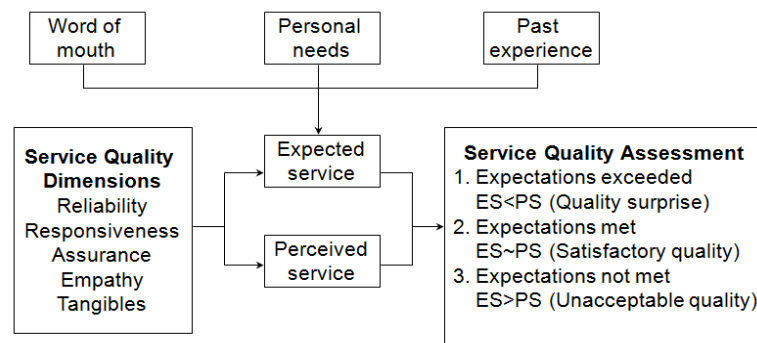 Word of
mouth
Personal
needs
Past
experience
Service Quality
Dimensions
Reliability
Responsiveness
Assurance
Empathy
Tangibles
Expected
service
Perceived
service
Service Quality Assessment
1. Expectations exceeded
ES<PS (Quality surprise)
2. Expectations met
ES~PS (Satisfactory quality)
3. Expectations not met
ES>PS (Unacceptable quality)